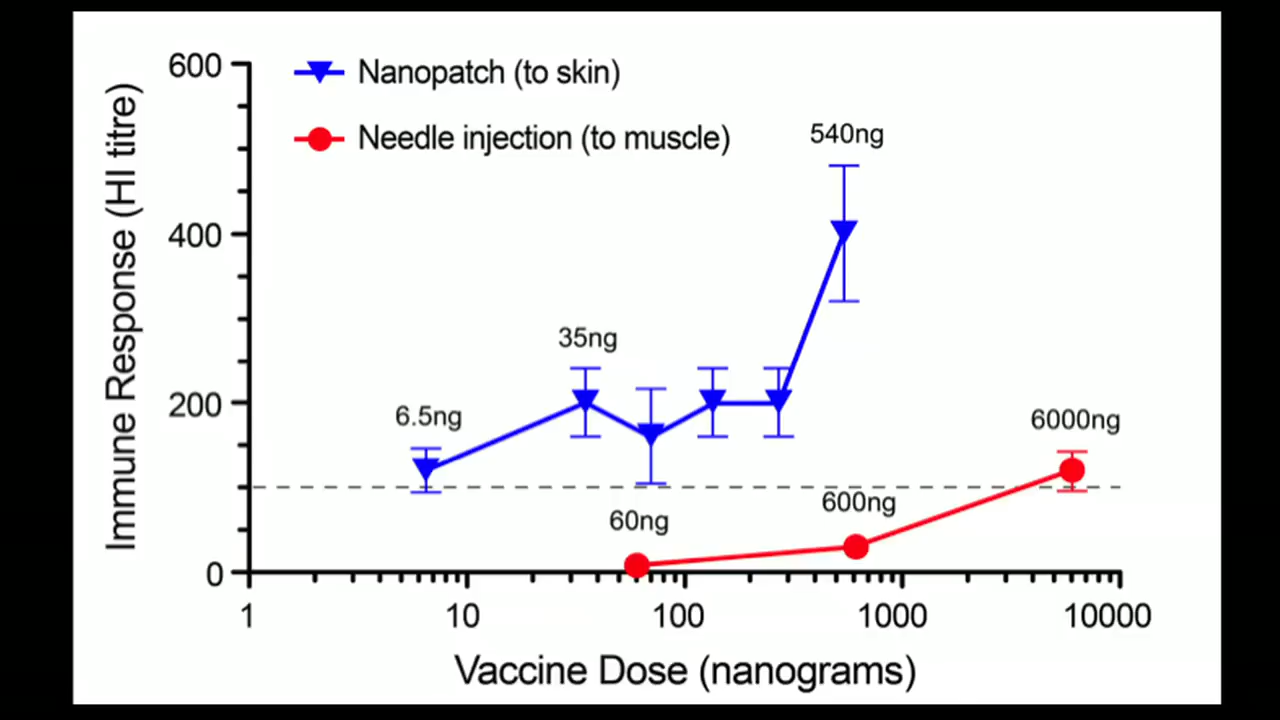 600
Nanopatch (to skin)
Needle injection (to muscle)
540ng
400
35ng
6.5ng
6000ng
200
600ng
60ng
0
1
10
100
1000
10000
Immune Response (HI titre)
Vaccine Dose (nanograms)